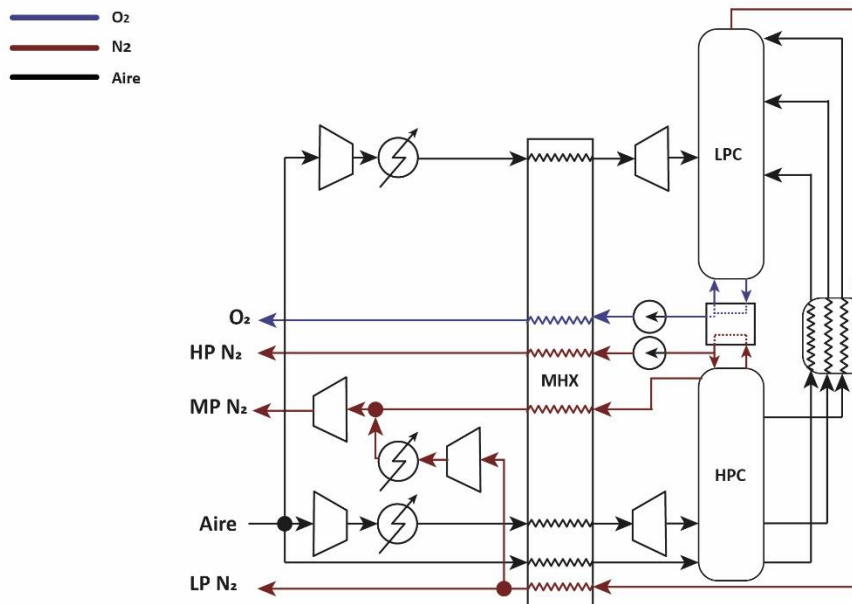 O₂
N2
Aire
LPC
O₂
HP N₂
MHX
MP N₂
HPC
Aire
LP N₂